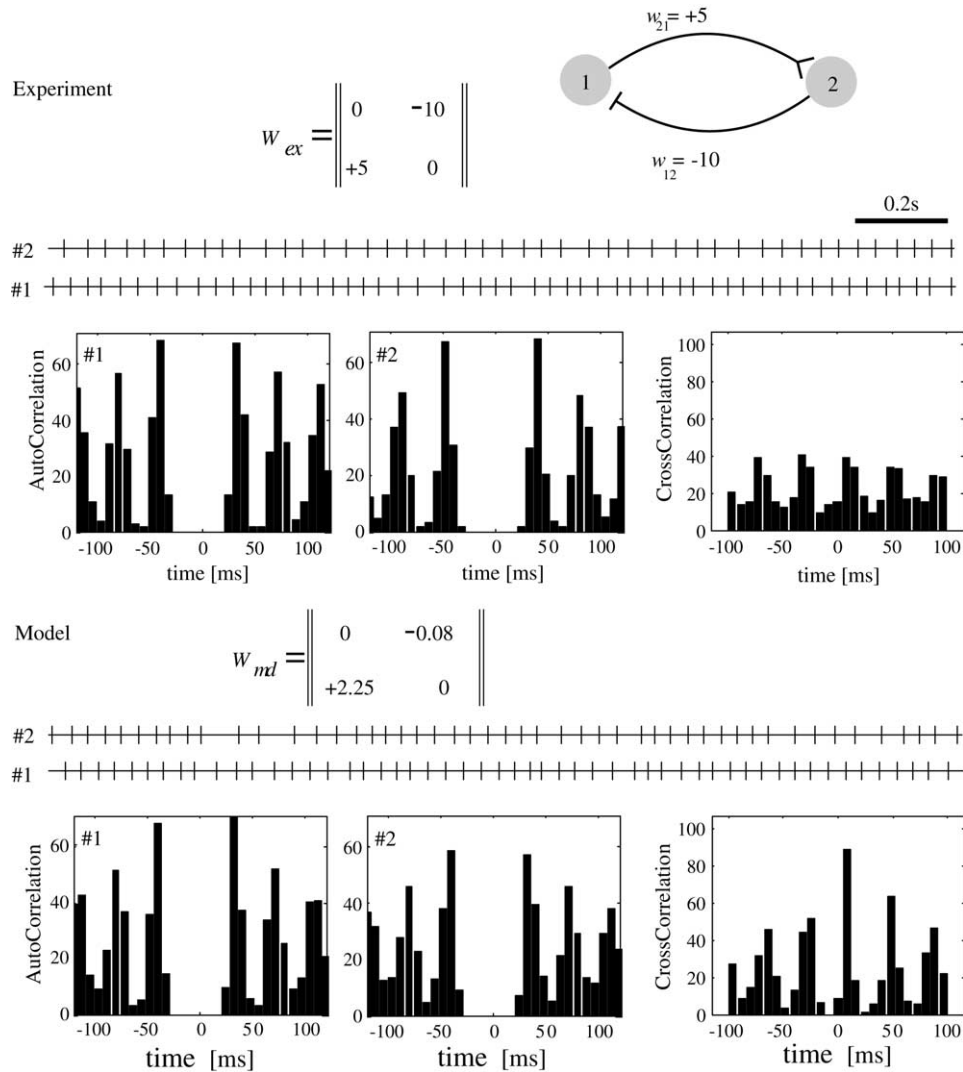 w21= +5
Experiment
1
2
Wex = 0 -10
+5 0
w12= -10
0.2s
#2
#1
AutoCorrelation
#1
60
40
20
0
-100 -50 0 50 100
time [ms]
#2
60
40
20
0
-100 -50 0 50 100
time [ms]
CrossCorrelation
100
80
60
40
20
0
-100 -50 0 50 100
time [ms]
Model
Wmd = 0 -0.08
+2.25 0
#2
#1
AutoCorrelation
#1
60
40
20
0
-100 -50 0 50 100
time [ms]
#2
60
40
20
0
-100 -50 0 50 100
time [ms]
CrossCorrelation
100
80
60
40
20
0
-100 -50 0 50 100
time [ms]